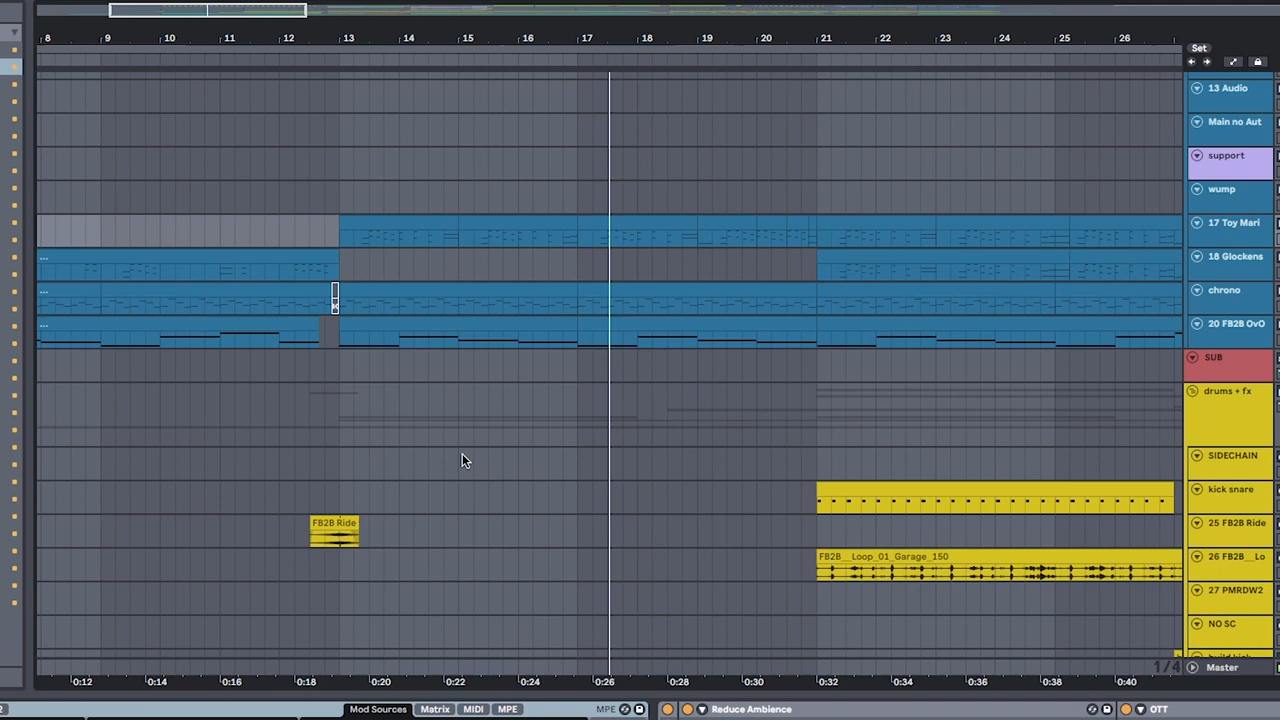 8 9 10 11 12 13 14 15 16 17 18 19 20 21 22 23 24 25 26
Set
13 Audio
Main no Aut
support
wump
17 Toy Mari
...
18 Glockens
...
chrono
...
20 FB2B OvO
SUB
drums + fx
SIDECHAIN
kick snare
FB2B Ride
25 FB2B Ride
FB2B__Loop_01_Garage_150
26 FB2B__Lo
27 PMRDW2
NO SC
1/4
Master
0:12 0:14 0:16 0:18 0:20 0:22 0:24 0:26 0:28 0:30 0:32 0:34 0:36 0:38 0:40
2 Mod Sources Matrix MIDI MPE MPE Reduce Ambience OTT